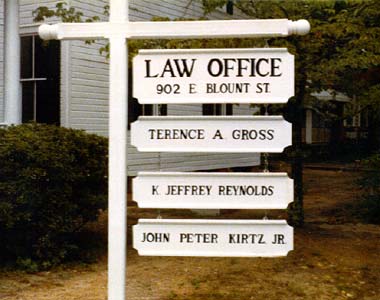 LAW OFFICE
902 E. BLOUNT ST.
TERENCE A. GROSS
K. JEFFREY REYNOLDS
JOHN PETER KIRTZ JR.